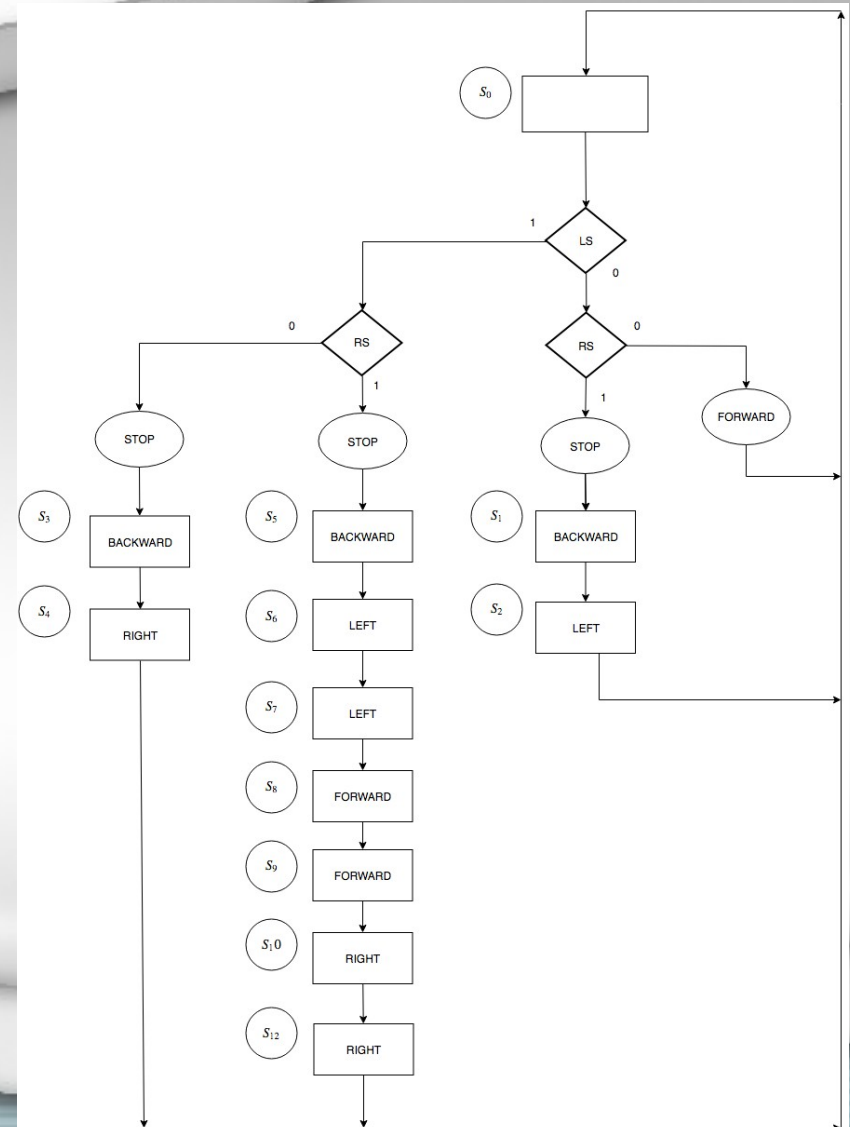 S0
LS
1
0
RS
0
1
RS
0
1
STOP
STOP
STOP
FORWARD
S3
BACKWARD
S5
BACKWARD
S1
BACKWARD
S4
RIGHT
S6
LEFT
S2
LEFT
S7
LEFT
S8
FORWARD
S9
FORWARD
S10
RIGHT
S12
RIGHT